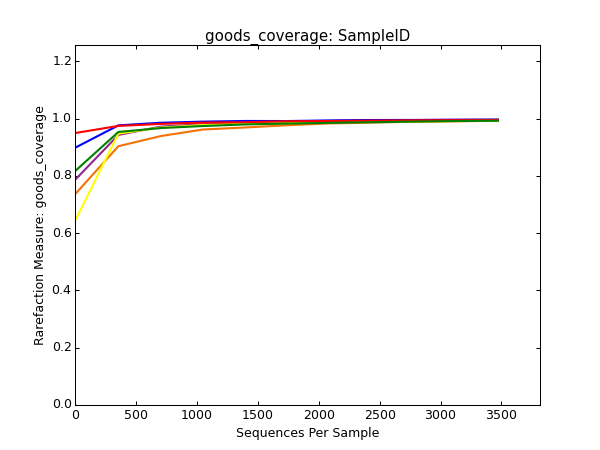 goods_coverage: SampleID
1.2
1.0
0.8
0.6
0.4
0.2
0.0
Rarefaction Measure: goods_coverage
0 500 1000 1500 2000 2500 3000 3500
Sequences Per Sample